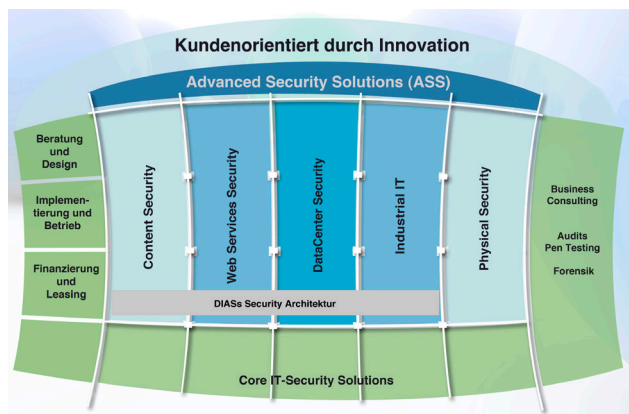 Kundenorientiert durch Innovation
Advanced Security Solutions (ASS)
Beratung
und
Design
Implemen-
tierung und
Betrieb
Finanzierung
und
Leasing
Content Security
Web Services Security
DataCenter Security
Industrial IT
Physical Security
Business
Consulting
Audits
Pen Testing
Forensik
DIASs Security Architektur
Core IT-Security Solutions